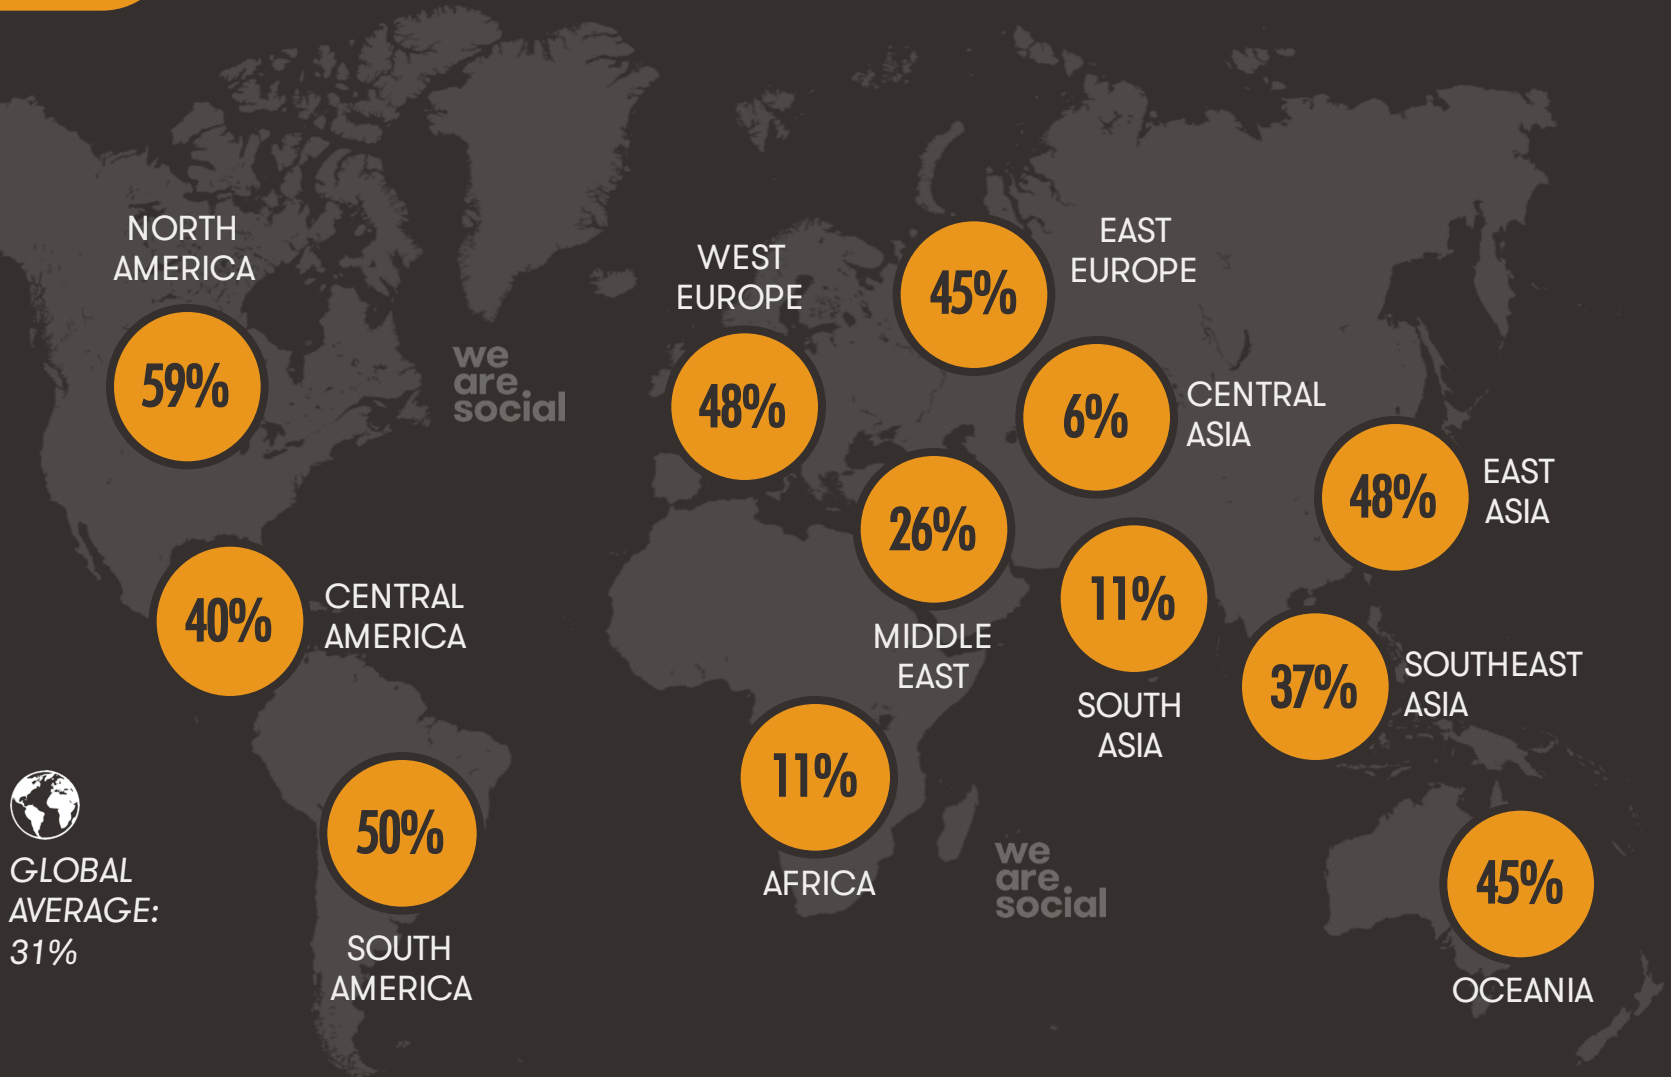 NORTH
AMERICA
59%
WEST
EUROPE
48%
45%
EAST
EUROPE
we
are
social
6%
CENTRAL
ASIA
26%
MIDDLE
EAST
48%
EAST
ASIA
40%
CENTRAL
AMERICA
11%
SOUTH
ASIA
37%
SOUTHEAST
ASIA
50%
SOUTH
AMERICA
11%
AFRICA
we
are
social
45%
OCEANIA
GLOBAL
AVERAGE:
31%